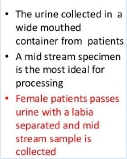 • The urine collected in a
wide mouthed
container from patients
• A mid stream specimen
is the most ideal for
processing
• Female patients passes
urine with a labia
separated and mid
stream sample is
collected